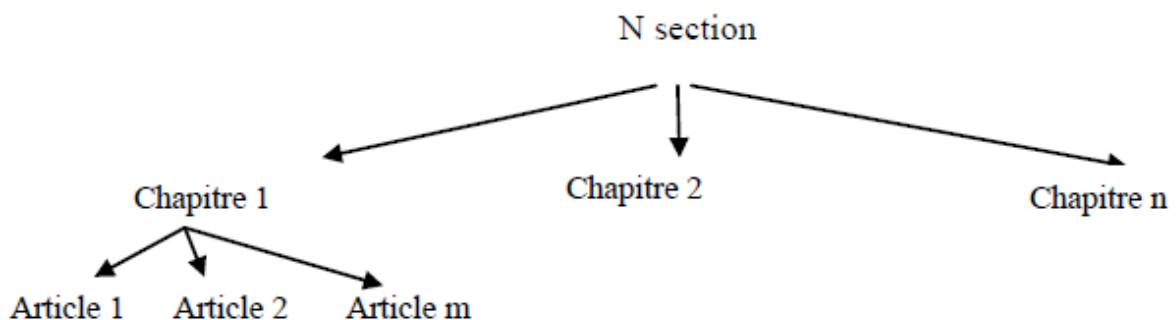 N section
Chapitre 1 Chapitre 2 Chapitre n
Article 1 Article 2 Article m